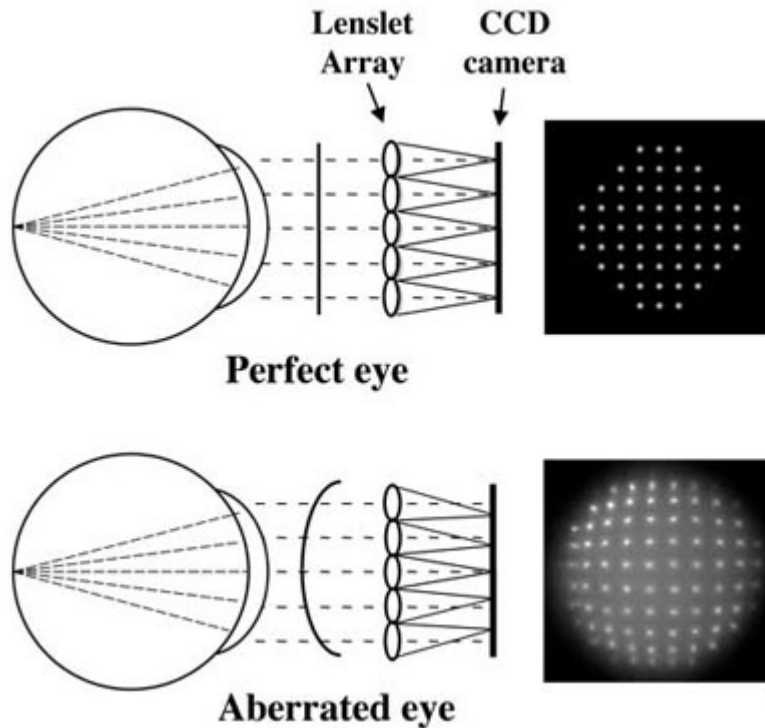 Lenslet
Array
CCD
camera
Perfect eye
Aberrated eye